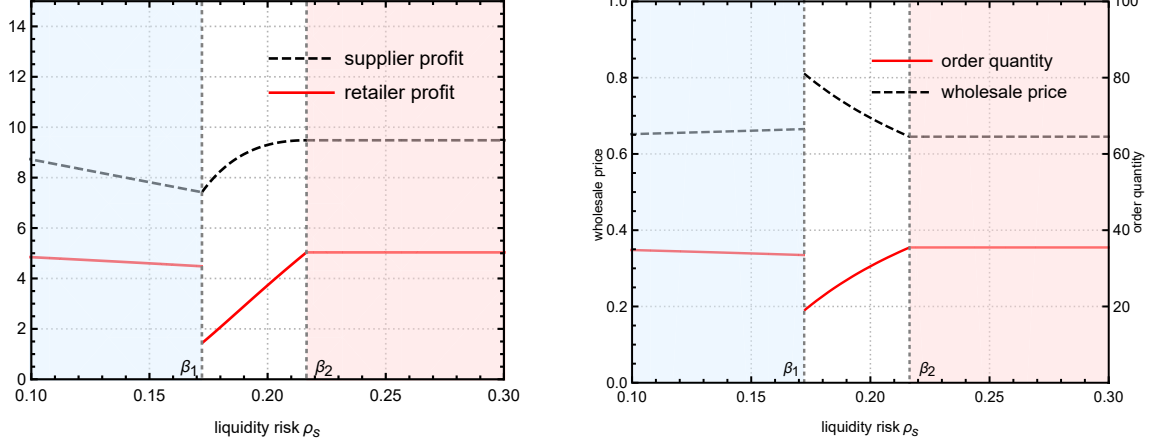 14
12
10
8
6
4
2
0
supplier profit
retailer profit
β1
β2
0.10
0.15
0.20
0.25
0.30
liquidity risk ρs
1.0
0.8
0.6
0.4
0.2
0.0
wholesale price
order quantity
wholesale price
β1
β2
100
80
60
40
20
order quantity
0.10
0.15
0.20
0.25
0.30
liquidity risk ρs